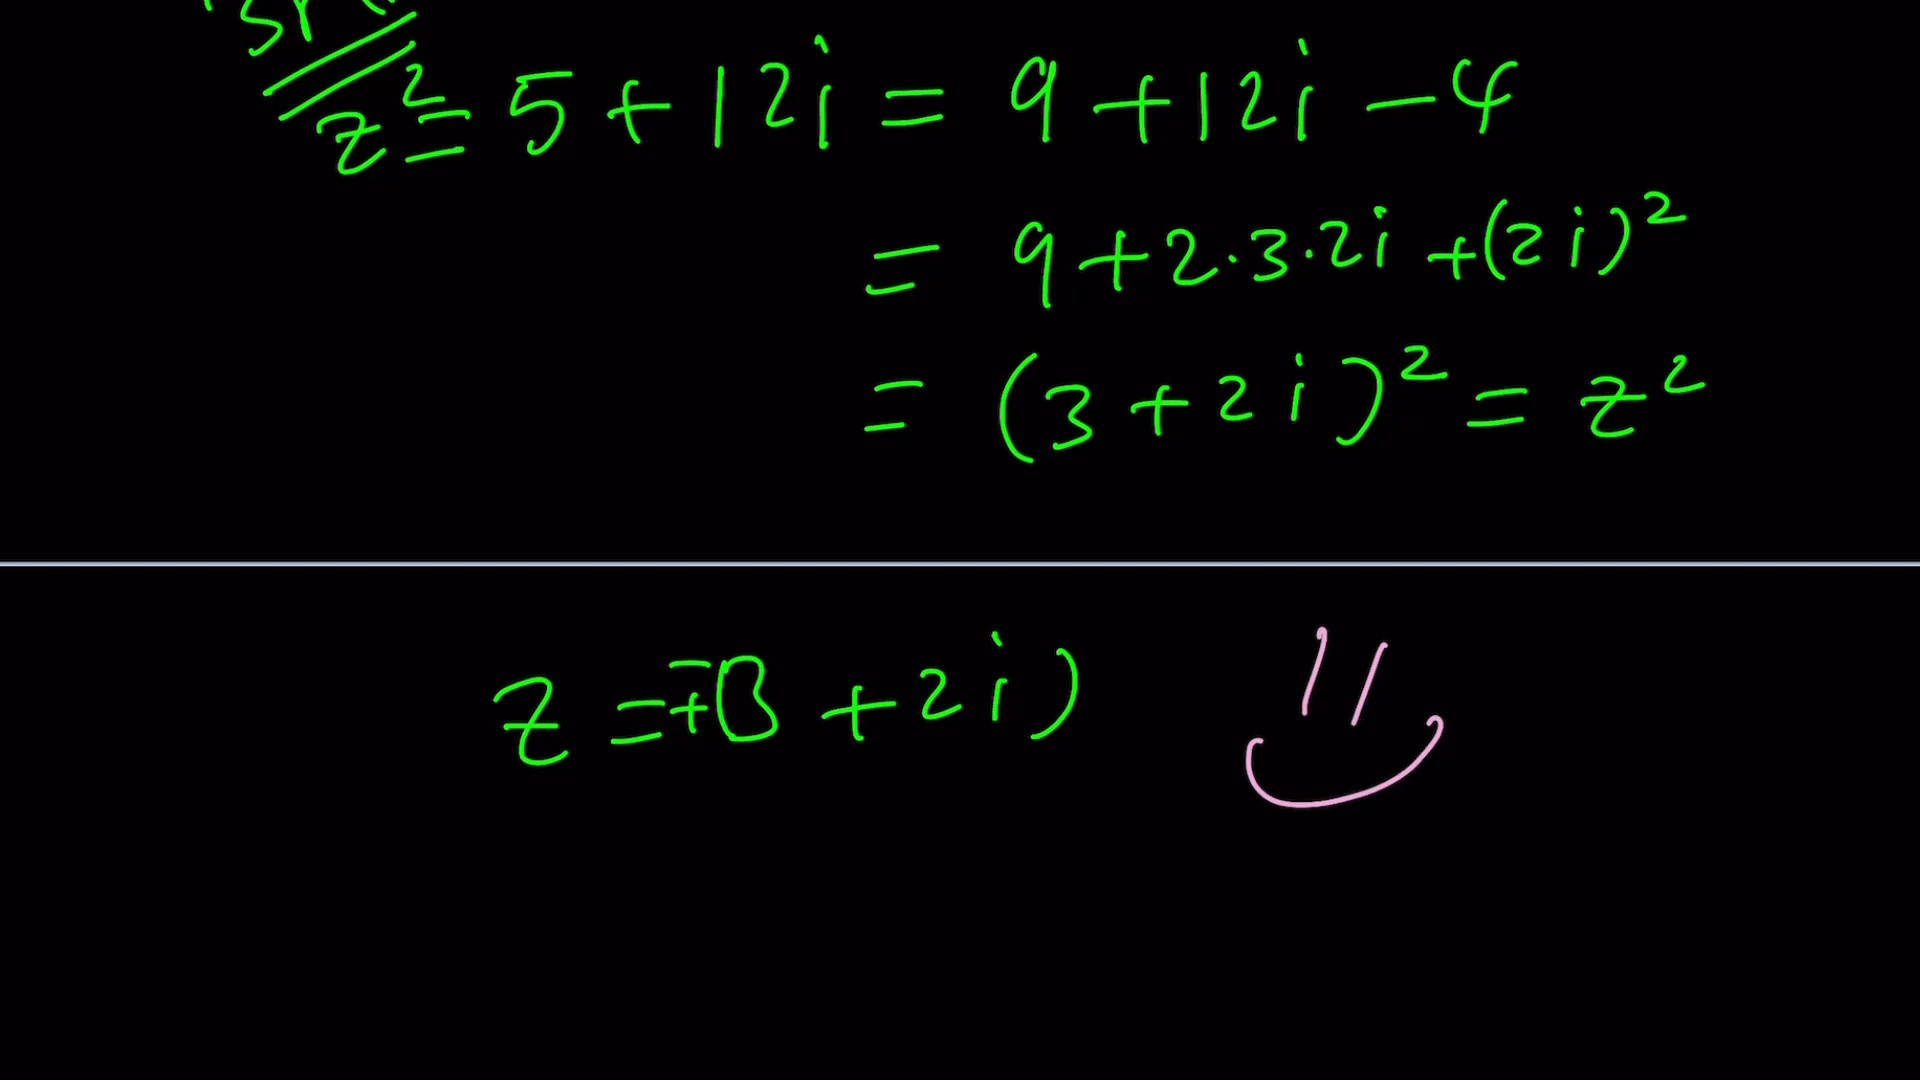 z² = 5 + 12i = 9 + 12i - 4
= 9 + 2·3·2i + (2i)²
= (3 + 2i)² = z²
z = ∓(3 + 2i)